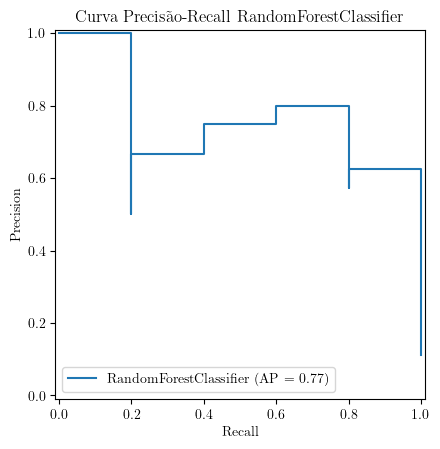 Curva Precisão-Recall RandomForestClassifier
1.0
0.8
0.6
0.4
0.2
0.0
Precision
RandomForestClassifier (AP = 0.77)
0.0 0.2 0.4 0.6 0.8 1.0
Recall